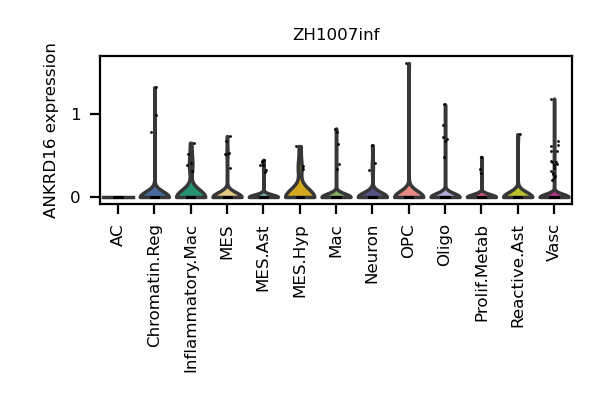 ZH1007inf
ANKRD16 expression
1
0
AC
Chromatin.Reg
Inflammatory.Mac
MES
MES.Ast
MES.Hyp
Mac
Neuron
OPC
Oligo
Prolif.Metab
Reactive.Ast
Vasc